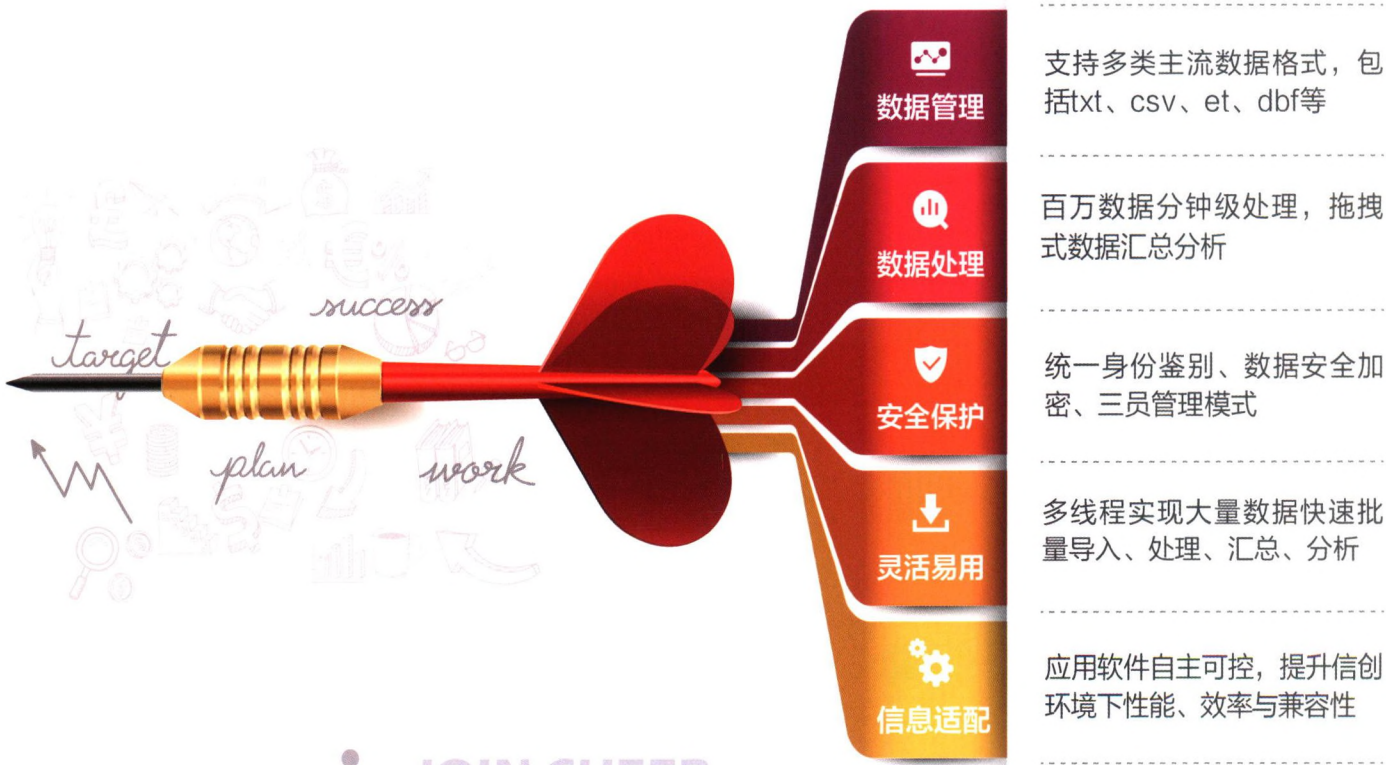 数据管理
支持多类主流数据格式，包
括txt、csv、et、dbf等
数据处理
百万数据分钟级处理，拖拽
式数据汇总分析
安全保护
统一身份鉴别、数据安全加
密、三员管理模式
灵活易用
多线程实现大量数据快速批
量导入、处理、汇总、分析
信息适配
应用软件自主可控，提升信创
环境下性能、效率与兼容性
success
target
plan
work